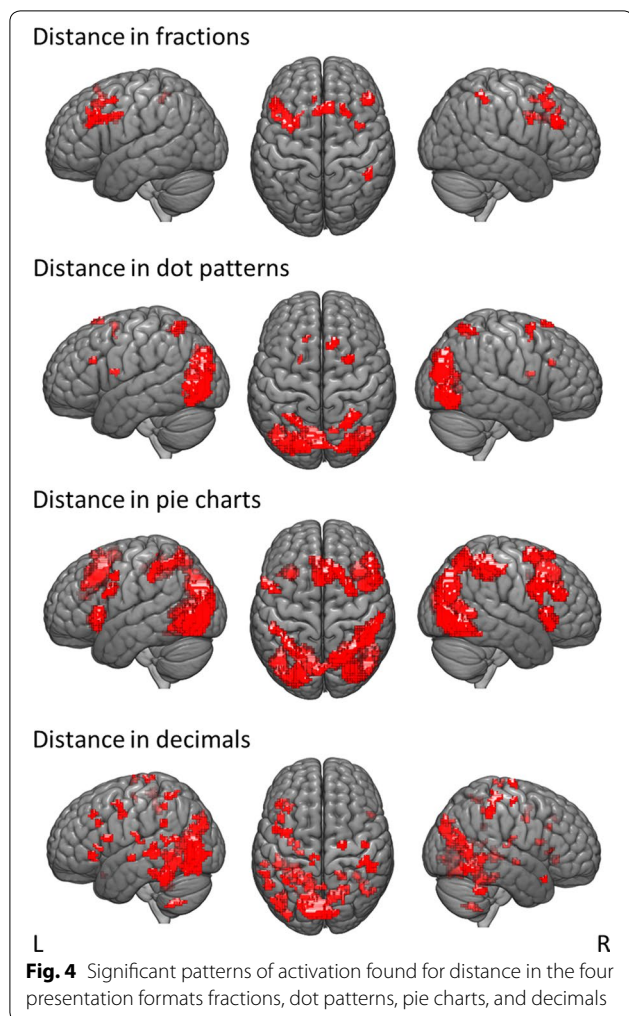 Distance in fractions
Distance in dot patterns
Distance in pie charts
Distance in decimals
L R
Fig. 4 Significant patterns of activation found for distance in the four
presentation formats fractions, dot patterns, pie charts, and decimals